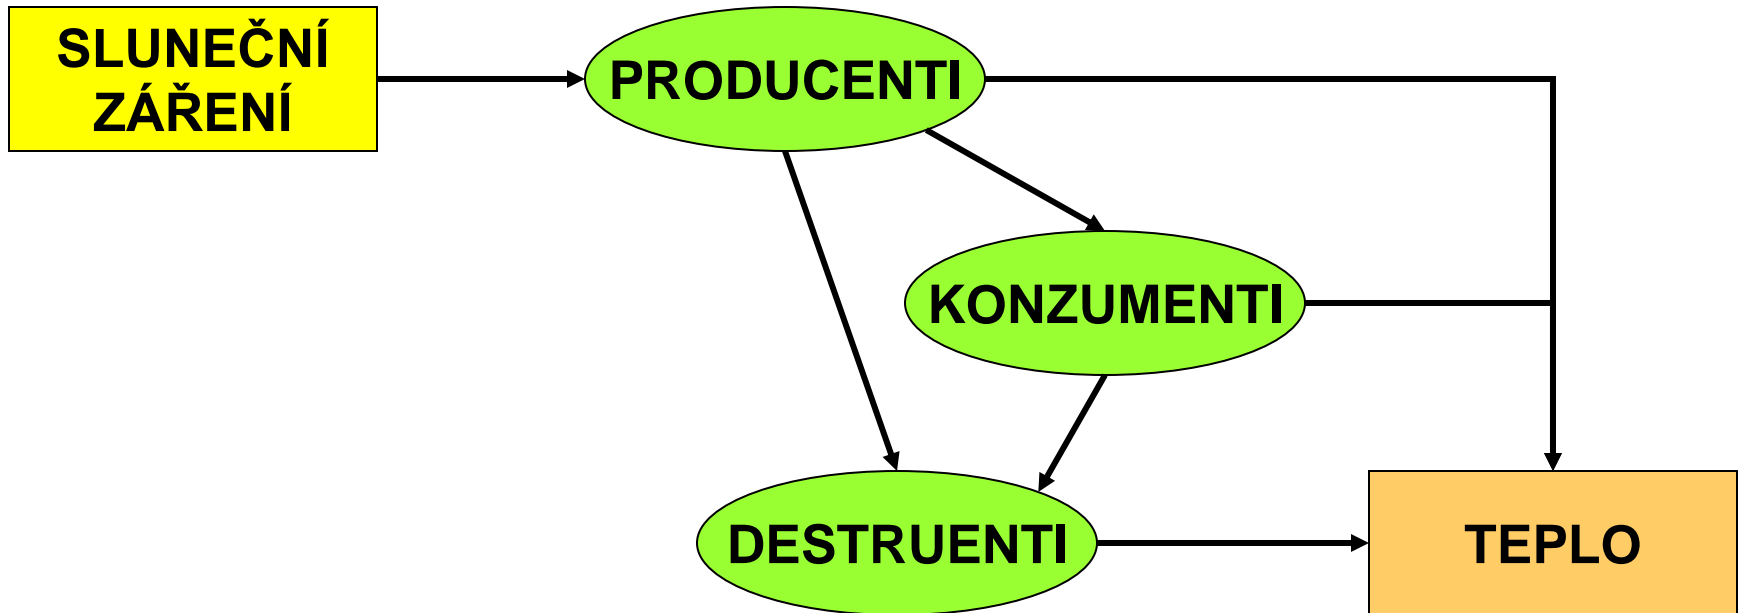 SLUNEČNÍ
ZÁŘENÍ
PRODUCENTI
KONZUMENTI
DESTRUENTI
TEPLO